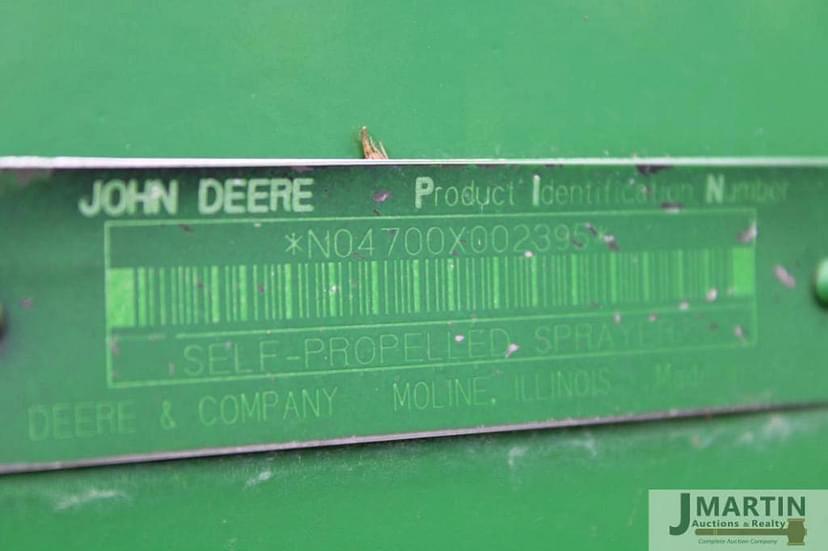 JOHN DEERE Product Identification Number
*N04700X002395*
SELF-PROPELLED SPRAYER
DEERE & COMPANY MOLINE, ILLINOIS Made
J MARTIN
Auctions & Realty
Complete Auction Company